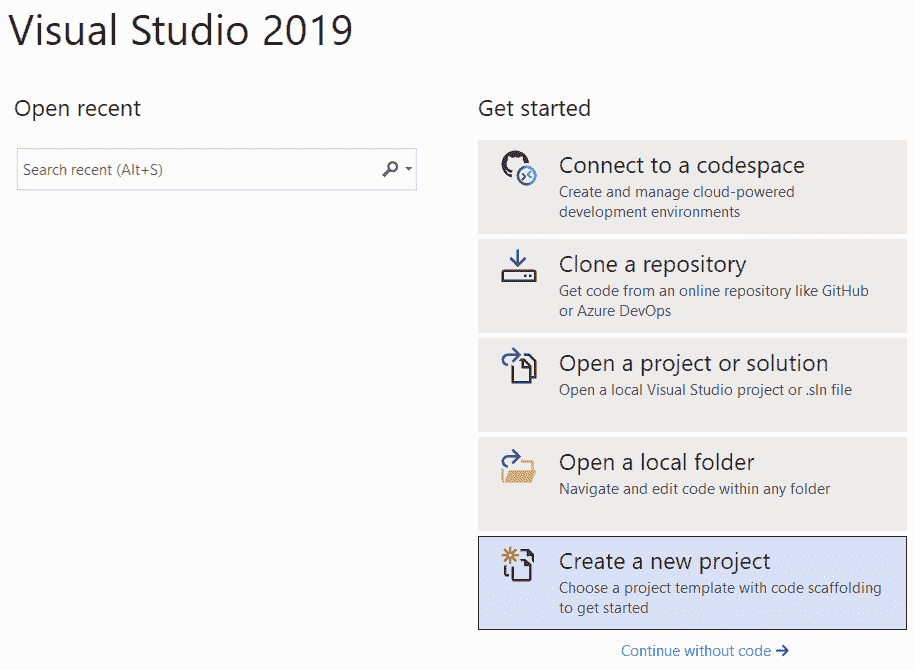 Visual Studio 2019
Open recent
Search recent (Alt+S)
Get started
Connect to a codespace
Create and manage cloud-powered
development environments
Clone a repository
Get code from an online repository like GitHub
or Azure DevOps
Open a project or solution
Open a local Visual Studio project or .sln file
Open a local folder
Navigate and edit code within any folder
Create a new project
Choose a project template with code scaffolding
to get started
Continue without code →